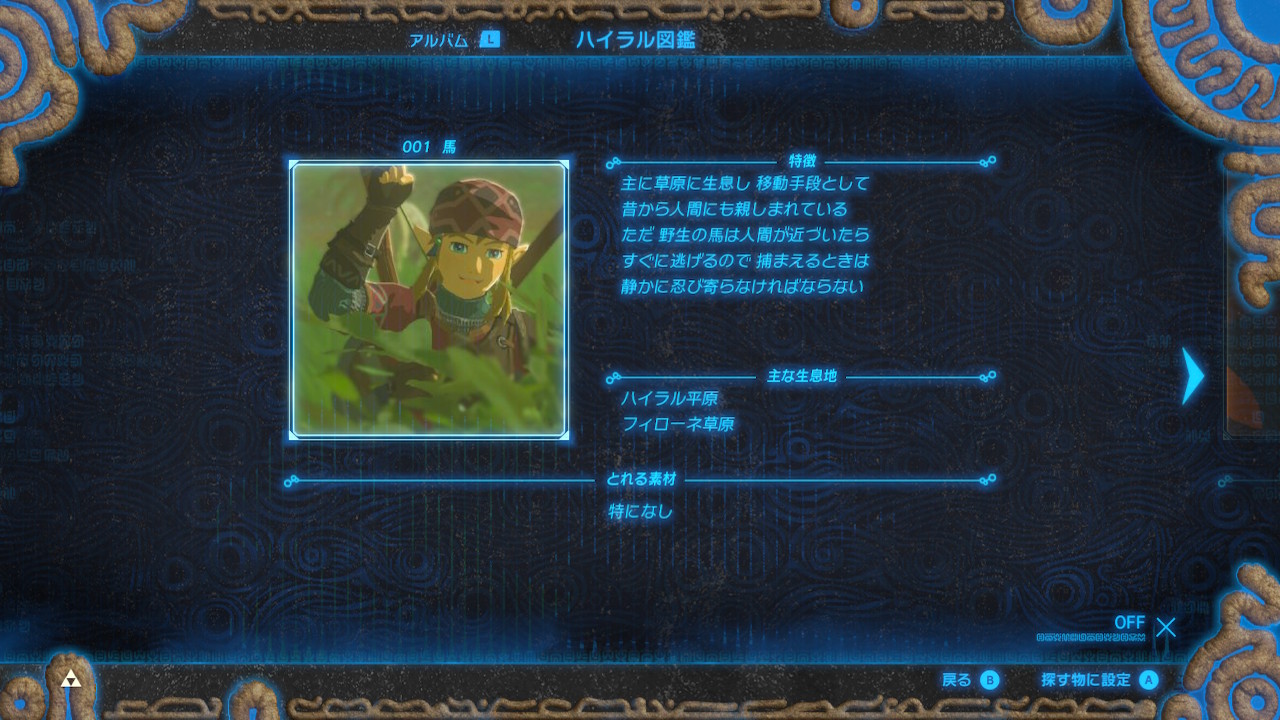 アルバム L
ハイラル図鑑
001 馬
特徴
主に草原に生息し 移動手段として
昔から人間にも親しまれている
ただ 野生の馬は人間が近づいたら
すぐに逃げるので 捕まえるときは
静かに忍び寄らなければならない
主な生息地
ハイラル平原
フィローネ草原
とれる素材
特になし
OFF
戻る B
探す物に設定 A